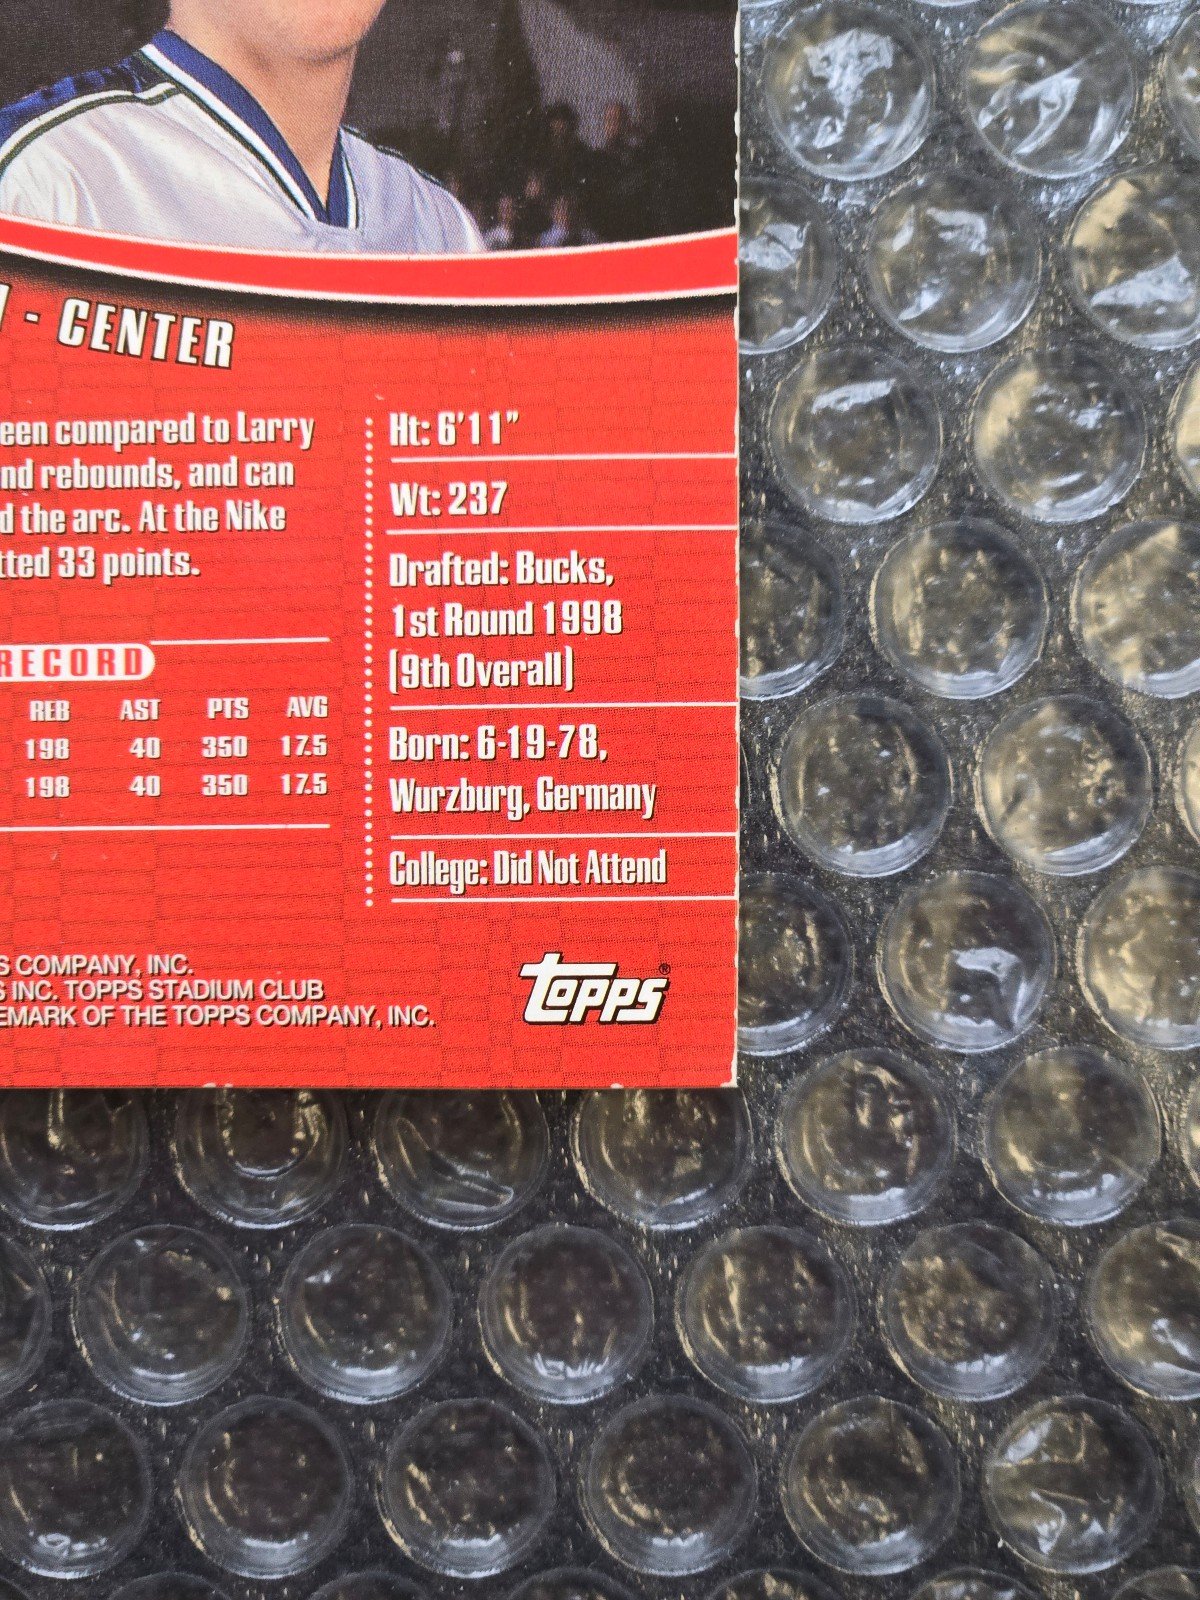 - CENTER
een compared to Larry
nd rebounds, and can
d the arc. At the Nike
tted 33 points.
RECORD
REB AST PTS AVG
198 40 350 17.5
198 40 350 17.5
Ht: 6'11"
Wt: 237
Drafted: Bucks,
1st Round 1998
(9th Overall)
Born: 6-19-78,
Wurzburg, Germany
College: Did Not Attend
S COMPANY, INC.
S INC. TOPPS STADIUM CLUB
EMARK OF THE TOPPS COMPANY, INC.
topps®